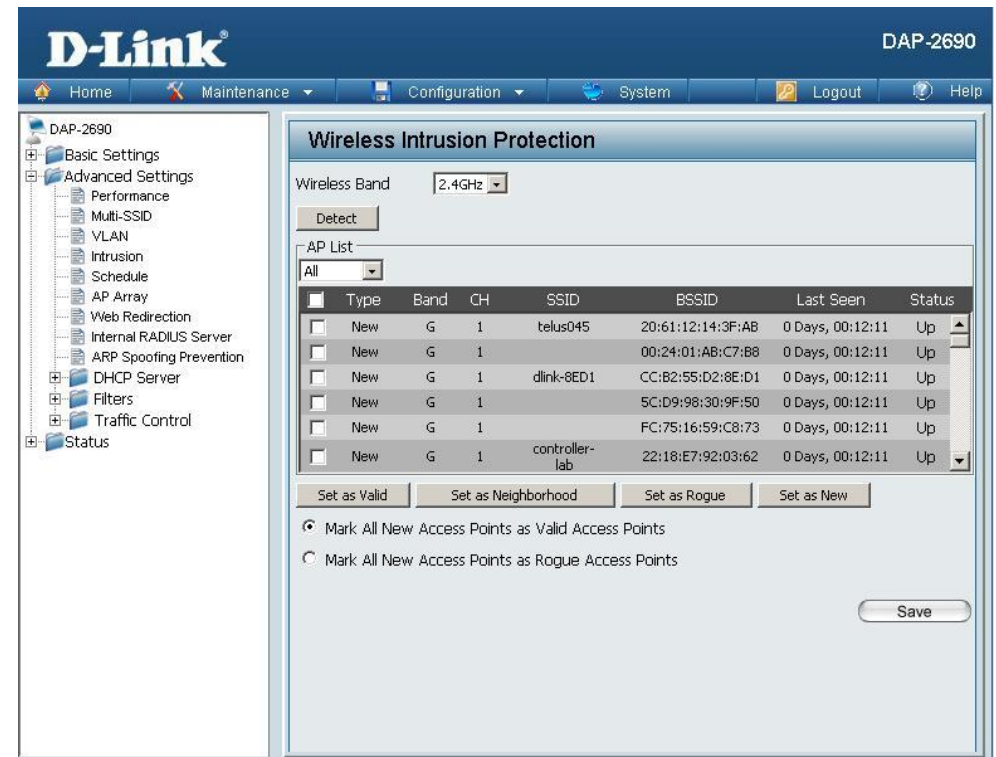 D-Link®
DAP-2690
Home Maintenance Configuration System Logout Help
DAP-2690
Basic Settings
Advanced Settings
Performance
Multi-SSID
VLAN
Intrusion
Schedule
AP Array
Web Redirection
Internal RADIUS Server
ARP Spoofing Prevention
DHCP Server
Filters
Traffic Control
Status
Wireless Intrusion Protection
Wireless Band 2.4GHz
Detect
AP List
All
Type Band CH SSID BSSID Last Seen Status
New G 1 telus045 20:61:12:14:3F:AB 0 Days, 00:12:11 Up
New G 1 00:24:01:AB:C7:B8 0 Days, 00:12:11 Up
New G 1 dlink-8ED1 CC:B2:55:D2:8E:D1 0 Days, 00:12:11 Up
New G 1 5C:D9:98:30:9F:50 0 Days, 00:12:11 Up
New G 1 FC:75:16:59:C8:73 0 Days, 00:12:11 Up
New G 1 controller-lab 22:18:E7:92:03:62 0 Days, 00:12:11 Up
Set as Valid Set as Neighborhood Set as Rogue Set as New
Mark All New Access Points as Valid Access Points
Mark All New Access Points as Rogue Access Points
Save